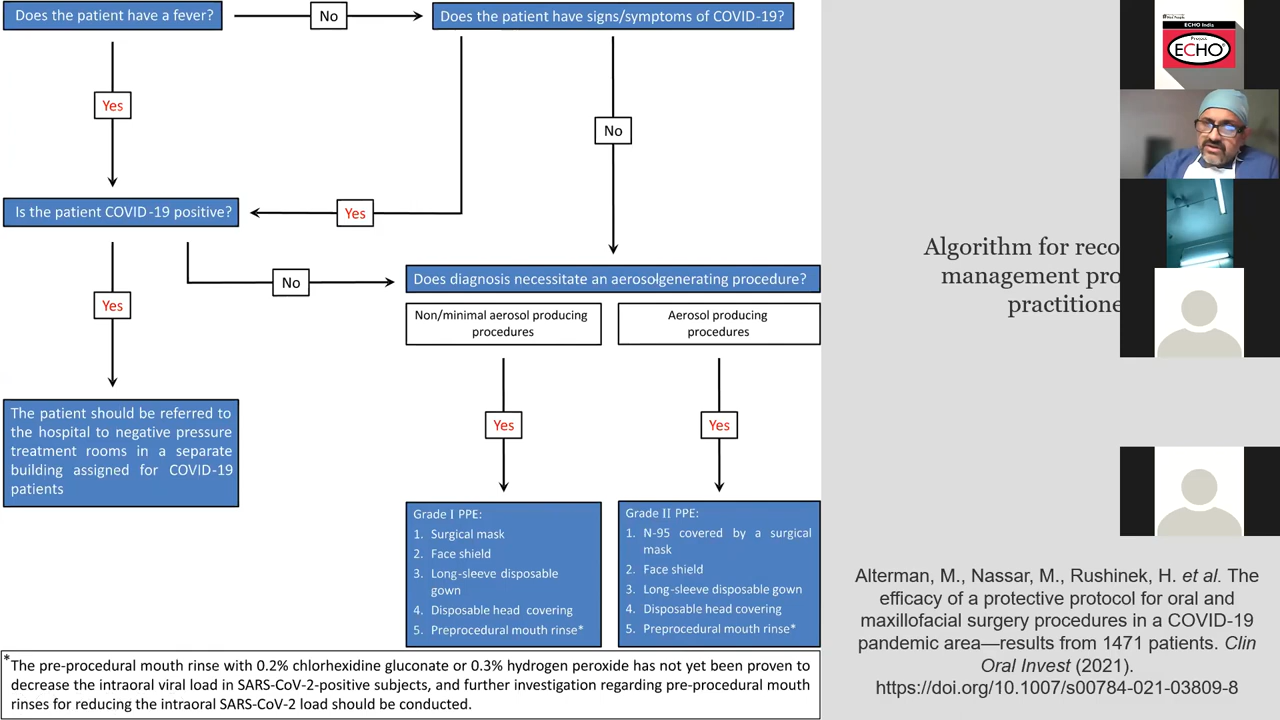 Does the patient have a fever?
No
Does the patient have signs/symptoms of COVID-19?
Yes
No
Is the patient COVID-19 positive?
Yes
Yes
No
Does diagnosis necessitate an aerosolgenerating procedure?
Non/minimal aerosol producing
procedures
Aerosol producing
procedures
Yes
Yes
The patient should be referred to
the hospital to negative pressure
treatment rooms in a separate
building assigned for COVID-19
patients
Grade I PPE:
1. Surgical mask
2. Face shield
3. Long-sleeve disposable
gown
4. Disposable head covering
5. Preprocedural mouth rinse*
Grade II PPE:
1. N-95 covered by a surgical
mask
2. Face shield
3. Long-sleeve disposable gown
4. Disposable head covering
5. Preprocedural mouth rinse*
*The pre-procedural mouth rinse with 0.2% chlorhexidine gluconate or 0.3% hydrogen peroxide has not yet been proven to
decrease the intraoral viral load in SARS-CoV-2-positive subjects, and further investigation regarding pre-procedural mouth
rinses for reducing the intraoral SARS-CoV-2 load should be conducted.
Algorithm for reco
management pro
practitione
Alterman, M., Nassar, M., Rushinek, H. et al. The
efficacy of a protective protocol for oral and
maxillofacial surgery procedures in a COVID-19
pandemic area—results from 1471 patients. Clin
Oral Invest (2021).
https://doi.org/10.1007/s00784-021-03809-8
ECHO India
Project
ECHO